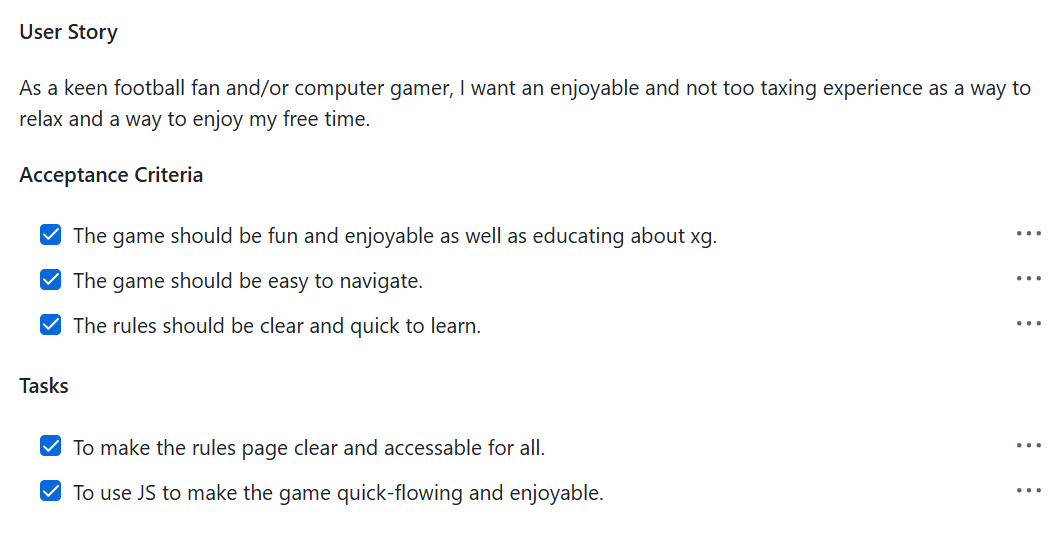 User Story
As a keen football fan and/or computer gamer, I want an enjoyable and not too taxing experience as a way to
relax and a way to enjoy my free time.
Acceptance Criteria
The game should be fun and enjoyable as well as educating about xg.
The game should be easy to navigate.
The rules should be clear and quick to learn.
Tasks
To make the rules page clear and accessable for all.
To use JS to make the game quick-flowing and enjoyable.